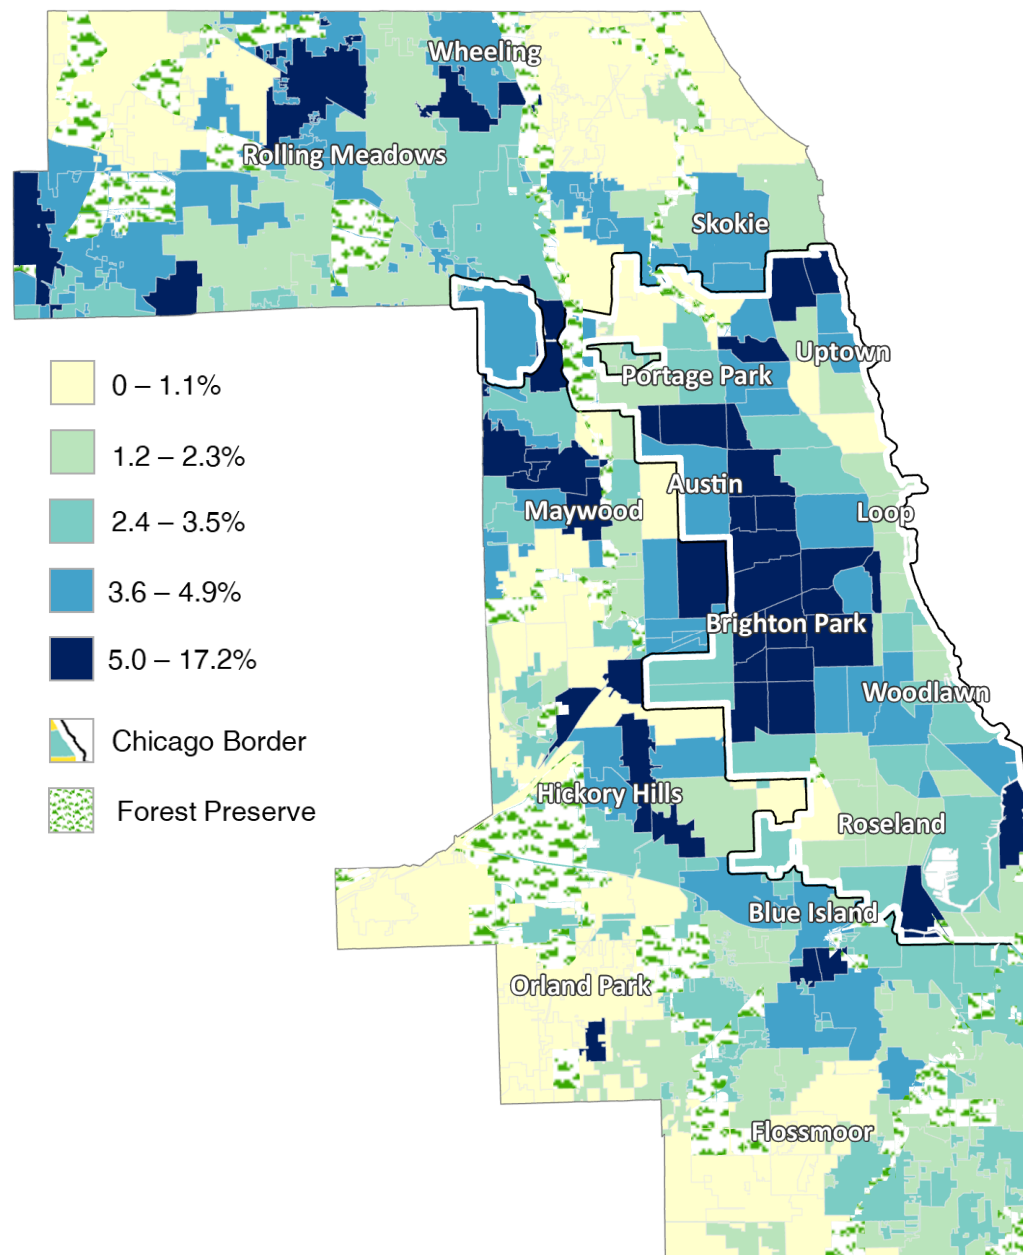 Wheeling
Rolling Meadows
Skokie
Uptown
0 – 1.1%
Portage Park
1.2 – 2.3%
Austin
2.4 – 3.5%
Maywood
Loop
3.6 – 4.9%
Brighton Park
5.0 – 17.2%
Woodlawn
Chicago Border
Hickory Hills
Forest Preserve
Roseland
Blue Island
Orland Park
Flossmoor